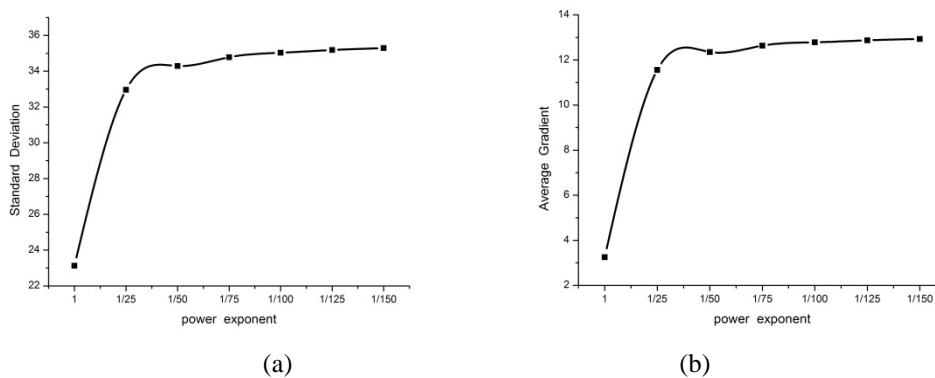 36
34
32
30
28
26
24
22
Standard Deviation
1 1/25 1/50 1/75 1/100 1/125 1/150
power exponent
(a)
14
12
10
8
6
4
2
Average Gradient
1 1/25 1/50 1/75 1/100 1/125 1/150
power exponent
(b)